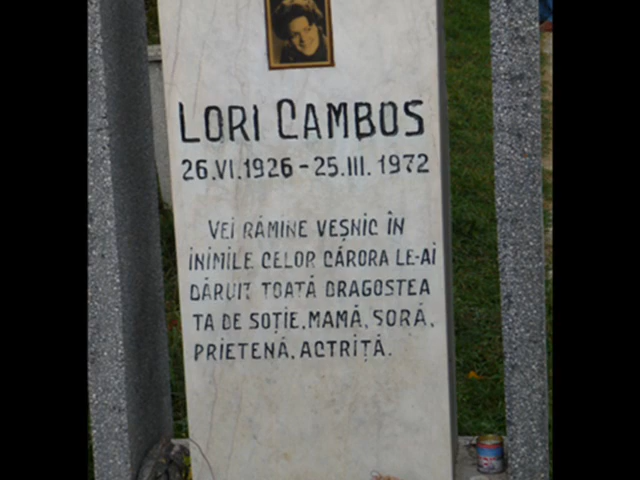 LORI CAMBOS
26.VI.1926 - 25.III.1972
VEI RĂMINE VEȘNIC ÎN
INIMILE CELOR CĂRORA LE-AI
DĂRUIT TOATĂ DRAGOSTEA
TA DE SOȚIE, MAMĂ, SORĂ,
PRIETENĂ, ACTRIȚĂ.